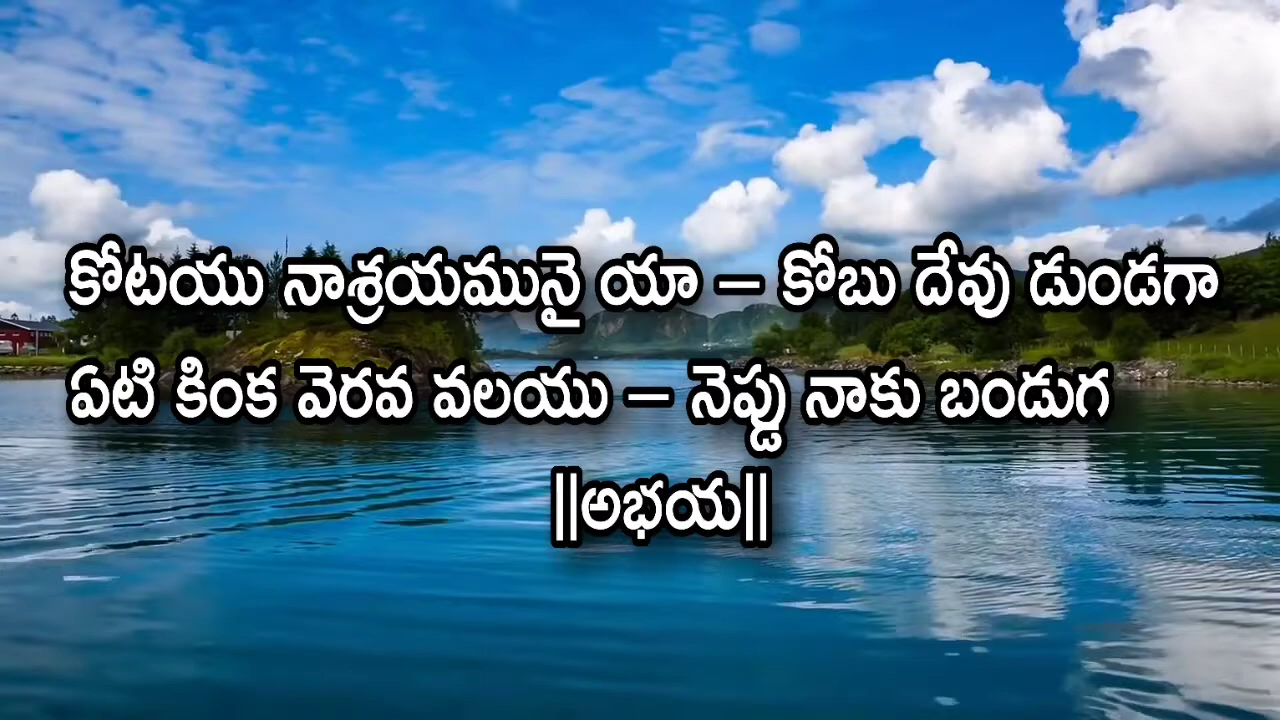 కోటయు నాశ్రయమునై యా – కోబు దేవు డుండగా
ఏటి కింక వెరవ వలయు – నెప్డు నాకు బండుగ
||అభయ||